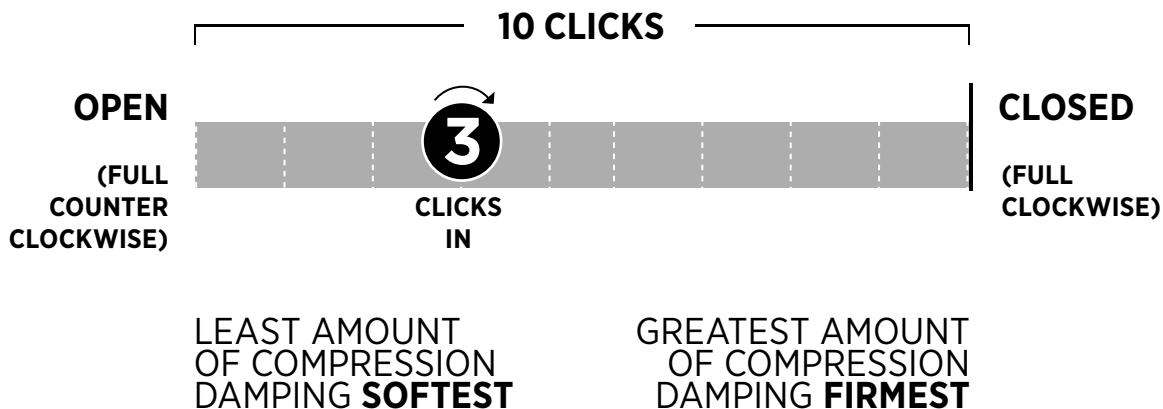 10 CLICKS
OPEN
(FULL
COUNTER
CLOCKWISE)
3
CLICKS
IN
CLOSED
(FULL
CLOCKWISE)
LEAST AMOUNT
OF COMPRESSION
DAMPING SOFTEST
GREATEST AMOUNT
OF COMPRESSION
DAMPING FIRMEST